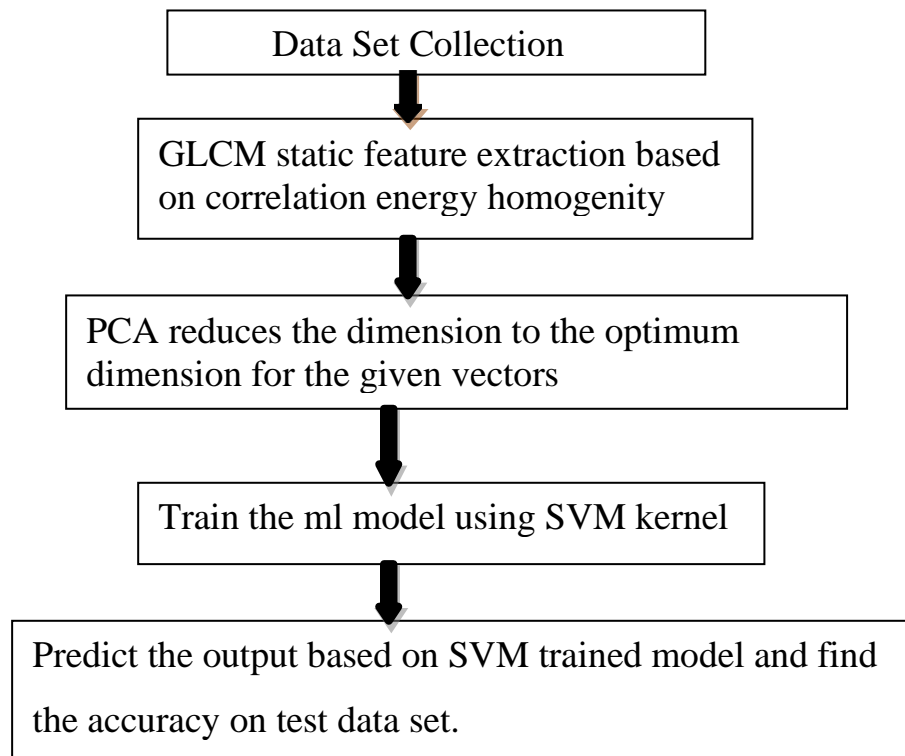 Data Set Collection
GLCM static feature extraction based
on correlation energy homogenity
PCA reduces the dimension to the optimum
dimension for the given vectors
Train the ml model using SVM kernel
Predict the output based on SVM trained model and find
the accuracy on test data set.